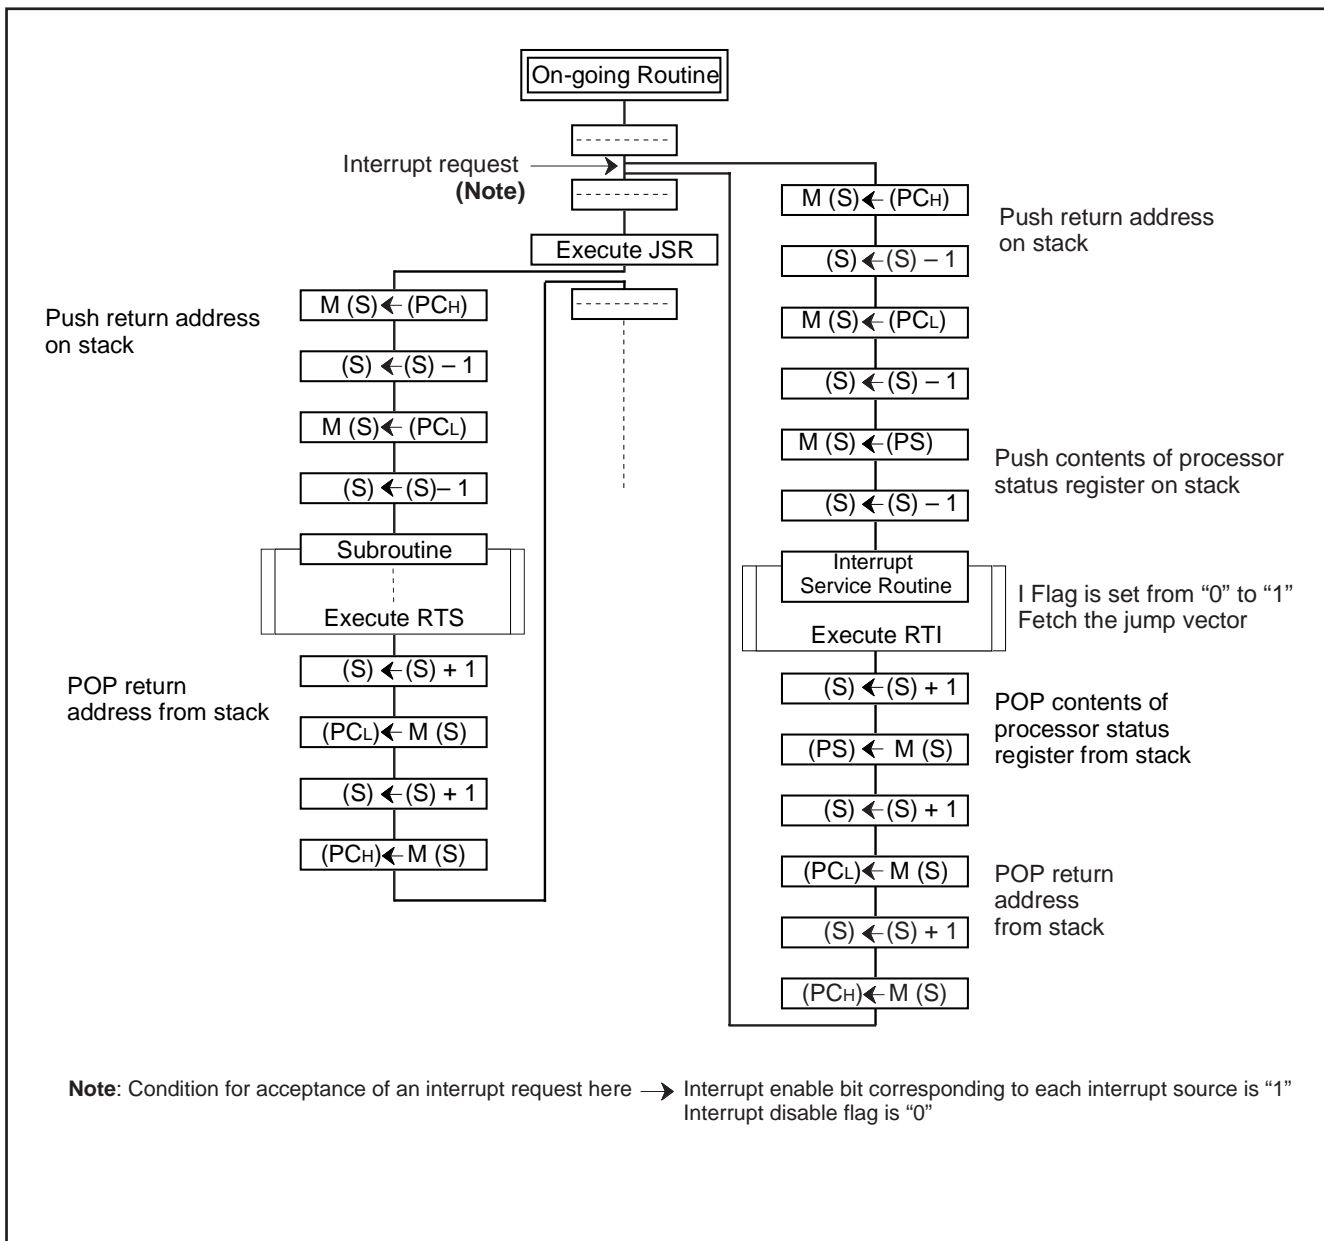 On-going Routine
Interrupt request
(Note)
Execute JSR
Push return address
on stack
M (S) ← (PCH)
(S) ← (S) – 1
M (S) ← (PCL)
(S) ← (S)– 1
Subroutine
Execute RTS
POP return
address from stack
(S) ← (S) + 1
(PCL) ← M (S)
(S) ← (S) + 1
(PCH) ← M (S)
M (S) ← (PCH)
Push return address
on stack
(S) ← (S) – 1
M (S) ← (PCL)
(S) ← (S) – 1
M (S) ← (PS)
Push contents of processor
status register on stack
(S) ← (S) – 1
Interrupt
Service Routine
I Flag is set from “0” to “1”
Fetch the jump vector
Execute RTI
(S) ← (S) + 1
POP contents of
processor status
register from stack
(PS) ← M (S)
(S) ← (S) + 1
(PCL) ← M (S)
POP return
address
from stack
(S) ← (S) + 1
(PCH) ← M (S)
Note: Condition for acceptance of an interrupt request here → Interrupt enable bit corresponding to each interrupt source is “1”
Interrupt disable flag is “0”